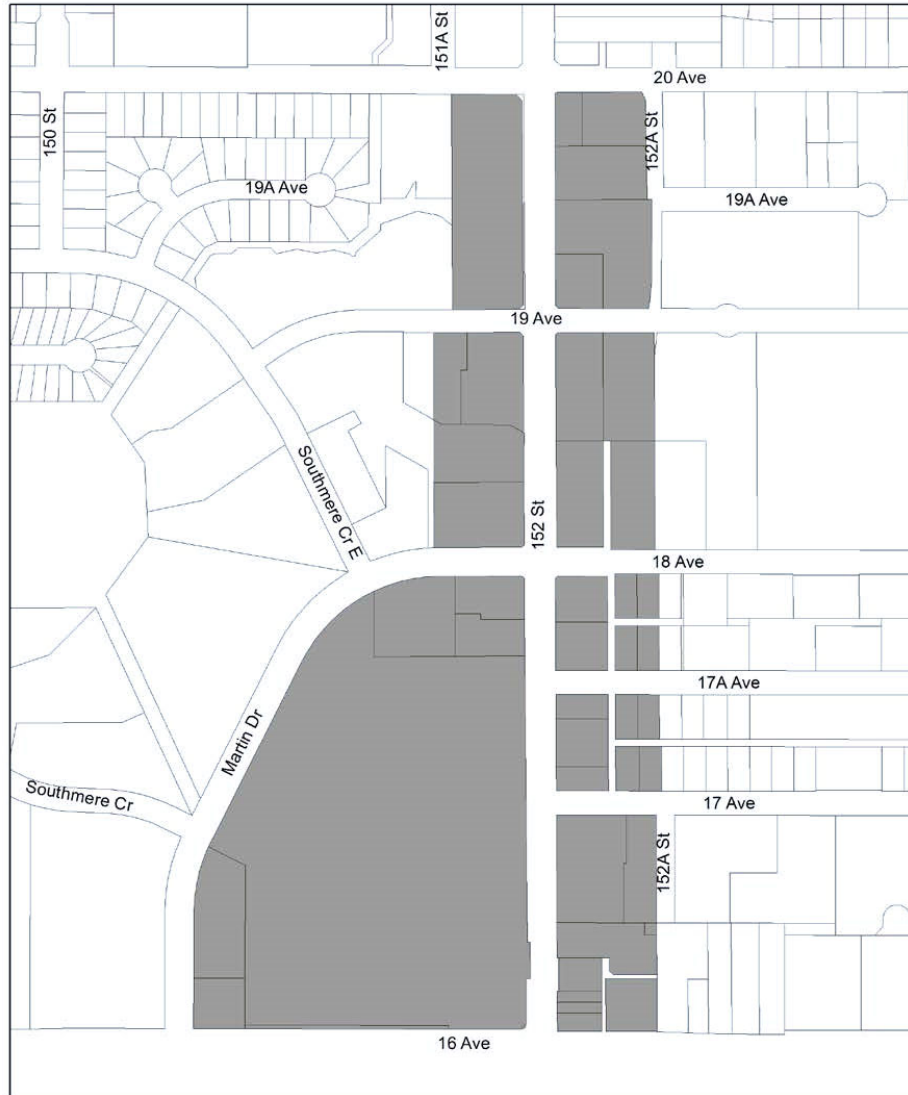 151A St
20 Ave
150 St
152A St
19A Ave
19A Ave
19 Ave
Southmere Cr E
152 St
18 Ave
17A Ave
Martin Dr
Southmere Cr
17 Ave
152A St
16 Ave